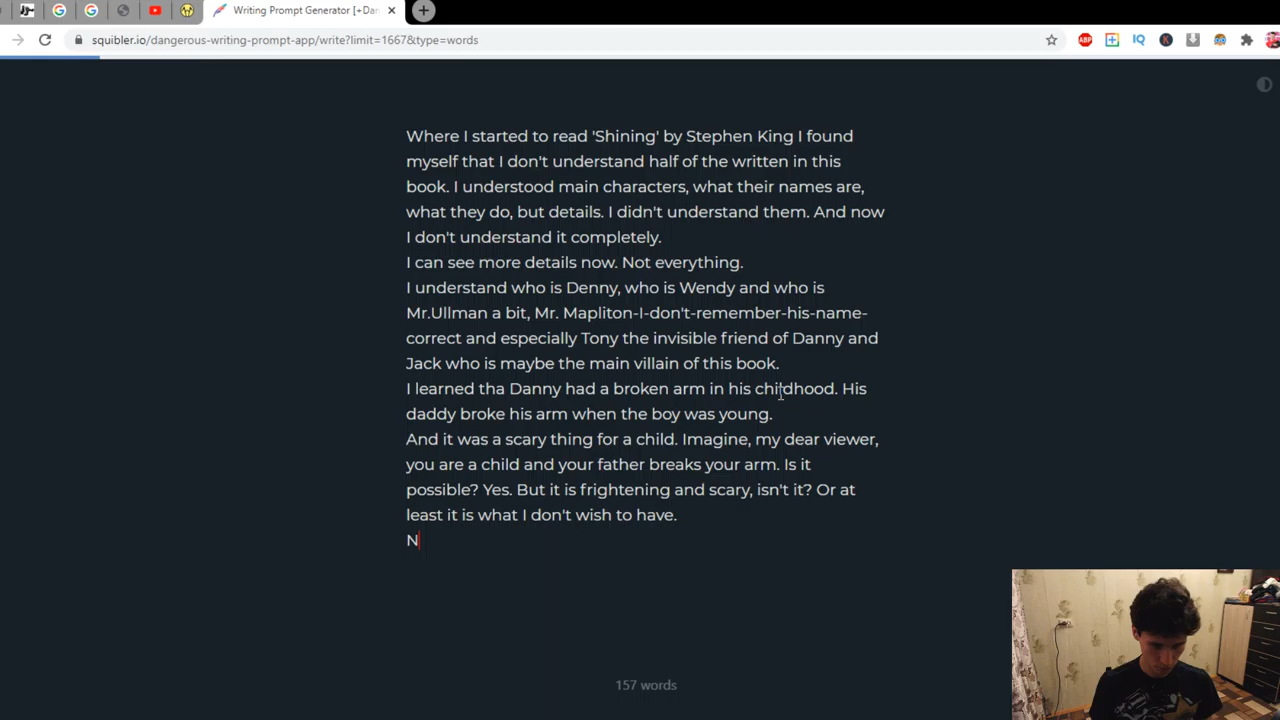 Writing Prompt Generator [+Dan
squibler.io/dangerous-writing-prompt-app/write?limit=1667&type=words
ABP
IQ
K
Where I started to read 'Shining' by Stephen King I found
myself that I don't understand half of the written in this
book. I understood main characters, what their names are,
what they do, but details. I didn't understand them. And now
I don't understand it completely.
I can see more details now. Not everything.
I understand who is Denny, who is Wendy and who is
Mr.Ullman a bit, Mr. Mapliton-I-don't-remember-his-name-
correct and especially Tony the invisible friend of Danny and
Jack who is maybe the main villain of this book.
I learned tha Danny had a broken arm in his childhood. His
daddy broke his arm when the boy was young.
And it was a scary thing for a child. Imagine, my dear viewer,
you are a child and your father breaks your arm. Is it
possible? Yes. But it is frightening and scary, isn't it? Or at
least it is what I don't wish to have.
N
157 words